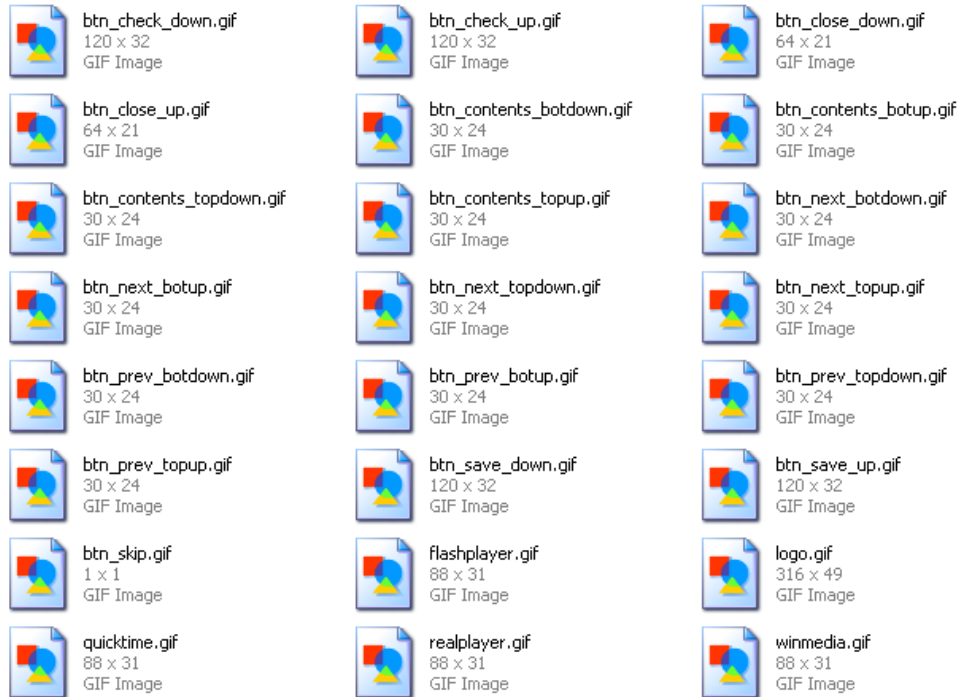 btn_check_down.gif
120 x 32
GIF Image
btn_check_up.gif
120 x 32
GIF Image
btn_close_down.gif
64 x 21
GIF Image
btn_close_up.gif
64 x 21
GIF Image
btn_contents_botdown.gif
30 x 24
GIF Image
btn_contents_botup.gif
30 x 24
GIF Image
btn_contents_topdown.gif
30 x 24
GIF Image
btn_contents_topup.gif
30 x 24
GIF Image
btn_next_botdown.gif
30 x 24
GIF Image
btn_next_botup.gif
30 x 24
GIF Image
btn_next_topdown.gif
30 x 24
GIF Image
btn_next_topup.gif
30 x 24
GIF Image
btn_prev_botdown.gif
30 x 24
GIF Image
btn_prev_botup.gif
30 x 24
GIF Image
btn_prev_topdown.gif
30 x 24
GIF Image
btn_prev_topup.gif
30 x 24
GIF Image
btn_save_down.gif
120 x 32
GIF Image
btn_save_up.gif
120 x 32
GIF Image
btn_skip.gif
1 x 1
GIF Image
flashplayer.gif
88 x 31
GIF Image
logo.gif
316 x 49
GIF Image
quicktime.gif
88 x 31
GIF Image
realplayer.gif
88 x 31
GIF Image
winmedia.gif
88 x 31
GIF Image